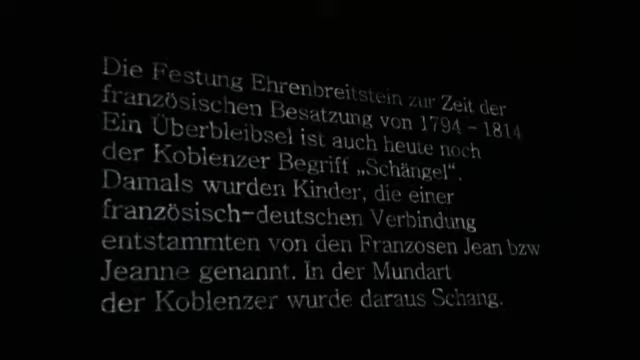 Die Festung Ehrenbreitstein zur Zeit der
französischen Besatzung von 1794 - 1814
Ein Überbleibsel ist auch heute noch
der Koblenzer Begriff „Schängel“.
Damals wurden Kinder, die einer
französisch-deutschen Verbindung
entstammten von den Franzosen Jean bzw
Jeanne genannt. In der Mundart
der Koblenzer wurde daraus Schang.